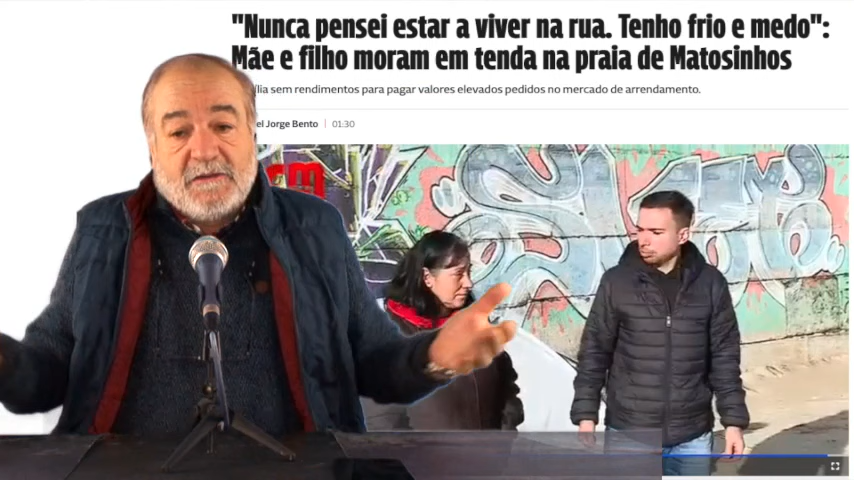 "Nunca pensei estar a viver na rua. Tenho frio e medo":
Mãe e filho moram em tenda na praia de Matosinhos
sem rendimentos para pagar valores elevados pedidos no mercado de arrendamento.
Jorge Bento | 01:30